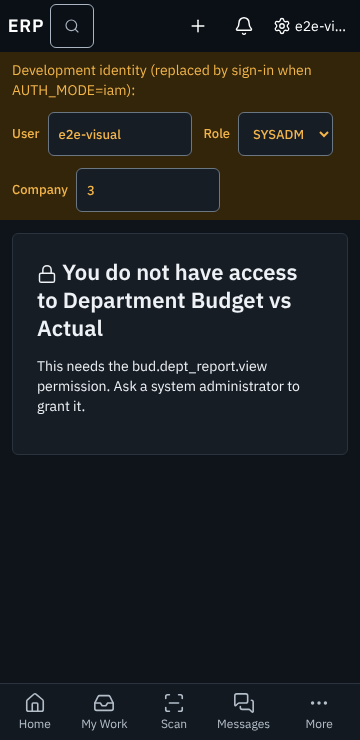 ERP
e2e-vi...
Development identity (replaced by sign-in when
AUTH_MODE=iam):
User e2e-visual Role SYSADM
Company 3
You do not have access
to Department Budget vs
Actual
This needs the bud.dept_report.view
permission. Ask a system administrator to
grant it.
Home My Work Scan Messages More